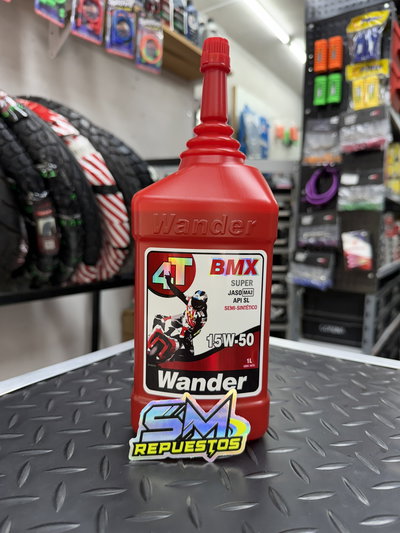 Wander
4T
BMX
SUPER
JASO MA2
API SL
SEMI-SINTÉTICO
15W-50
1L
Wander
SM
REPUESTOS